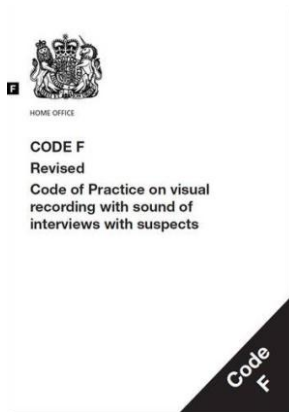 F
HOME OFFICE
CODE F
Revised
Code of Practice on visual
recording with sound of
interviews with suspects
Code
F